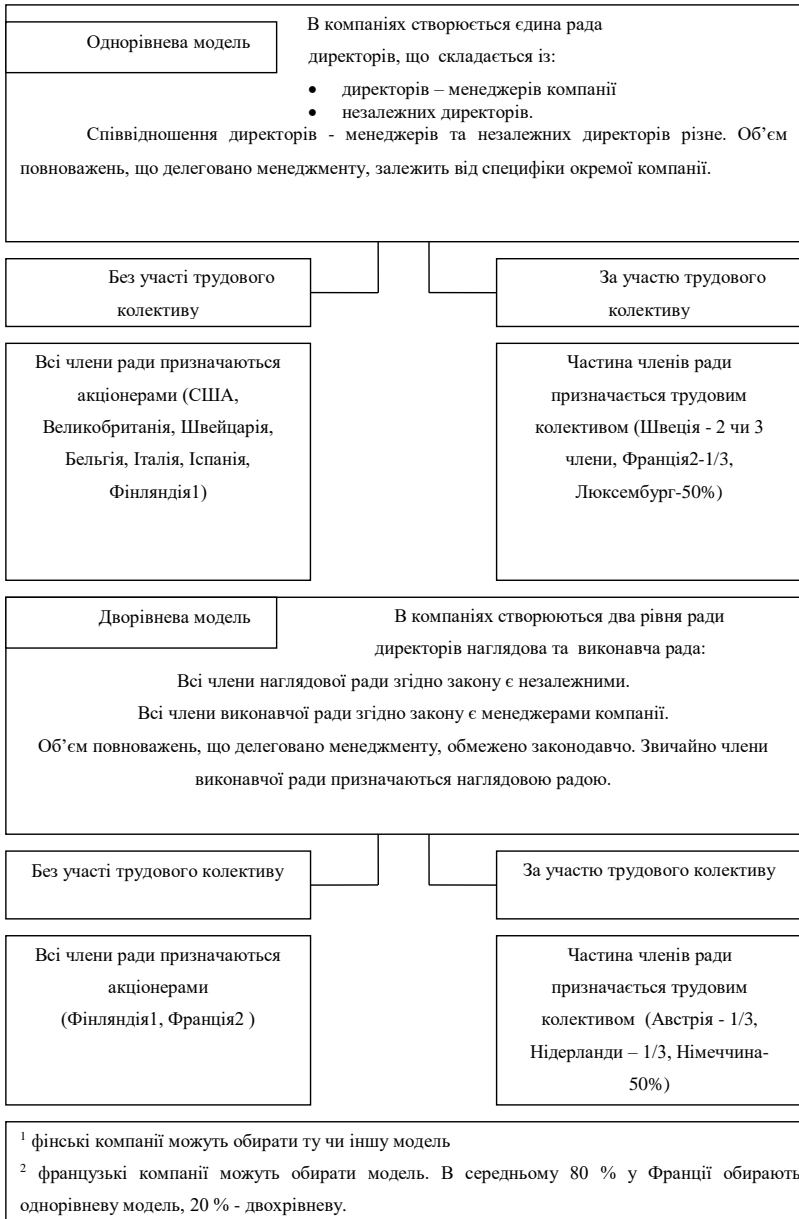 Однорівнева модель
В компаніях створюється єдина рада
директорів, що складається із:
• директорів – менеджерів компанії
• незалежних директорів.
Співвідношення директорів - менеджерів та незалежних директорів різне. Об’єм
повноважень, що делеговано менеджменту, залежить від специфіки окремої компанії.
Без участі трудового
колективу
За участю трудового
колективу
Всі члени ради призначаються
акціонерами (США,
Великобританія, Швейцарія,
Бельгія, Італія, Іспанія,
Фінляндія1)
Частина членів ради
призначається трудовим
колективом (Швеція - 2 чи 3
члени, Франція2-1/3,
Люксембург-50%)
Дворівнева модель
В компаніях створюються два рівня ради
директорів наглядова та виконавча рада:
Всі члени наглядової ради згідно закону є незалежними.
Всі члени виконавчої ради згідно закону є менеджерами компанії.
Об’єм повноважень, що делеговано менеджменту, обмежено законодавчо. Звичайно члени
виконавчої ради призначаються наглядовою радою.
Без участі трудового колективу
За участю трудового колективу
Всі члени ради призначаються
акціонерами
(Фінляндія1, Франція2 )
Частина членів ради
призначається трудовим
колективом (Австрія - 1/3,
Нідерланди – 1/3, Німеччина-
50%)
¹ фінські компанії можуть обирати ту чи іншу модель
² французькі компанії можуть обирати модель. В середньому 80 % у Франції обирають
однорівневу модель, 20 % - двохрівневу.